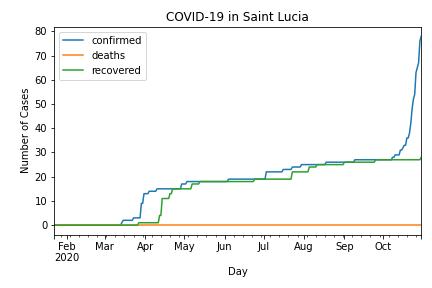 COVID-19 in Saint Lucia
confirmed
deaths
recovered
Number of Cases
80
70
60
50
40
30
20
10
0
Feb Mar Apr May Jun Jul Aug Sep Oct
2020
Day